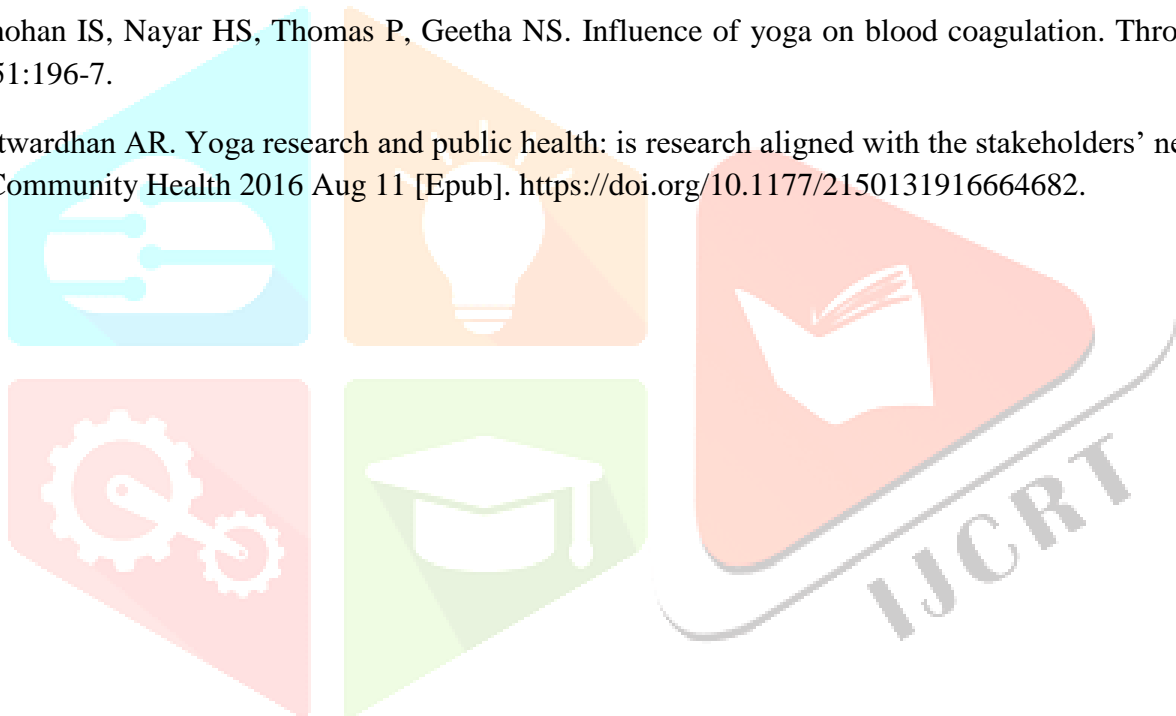 nohan IS, Nayar HS, Thomas P, Geetha NS. Influence of yoga on blood coagulation. Thro
51:196-7.
twardhan AR. Yoga research and public health: is research aligned with the stakeholders’ ne
Community Health 2016 Aug 11 [Epub]. https://doi.org/10.1177/2150131916664682.
IJCRT